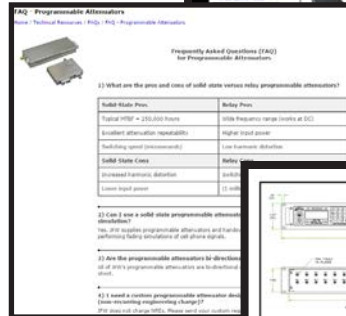 FAQ - Programmable Attenuators
Home / Technical Resources / FAQs / FAQ - Programmable Attenuators
Frequently Asked Questions (FAQ)
for Programmable Attenuators
1) What are the pros and cons of solid state versus relay programmable attenuators?
Solid-State Pros
Relay Pros
Typical MTBF = 250,000 hours
Wide frequency range (works at DC)
Excellent attenuation repeatability
Higher input power
Switching speed (microseconds)
Low harmonic distortion
Solid-State Cons
Relay Cons
Increased harmonic distortion
Lower input power
2) Can I use a solid state programmable attenuator
simulation?
Yes, JFW supplies programmable attenuators and
performing fading simulations of cell phone signals.
3) Are the programmable attenuators bi-directional
All of JFW's programmable attenuators are bi-directional
4) I need a custom programmable attenuator
(non-recurring engineering charge)?
JFW does not charge NREs. Please send your custom